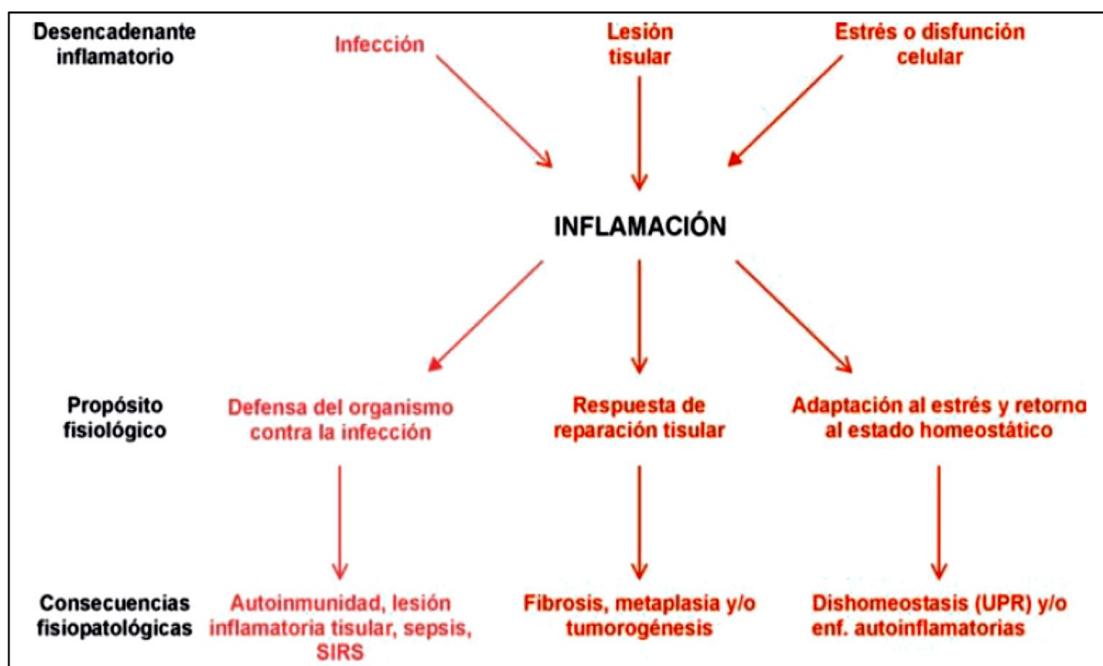 Desencadenante
inflamatorio
Infección
Lesión
tisular
Estrés o disfunción
celular
INFLAMACIÓN
Propósito
fisiológico
Defensa del organismo
contra la infección
Respuesta de
reparación tisular
Adaptación al estrés y retorno
al estado homeostático
Consecuencias
fisiopatológicas
Autoinmunidad, lesión
inflamatoria tisular, sepsis,
SIRS
Fibrosis, metaplasia y/o
tumorogénesis
Dishomeostasis (UPR) y/o
enf. autoinflamatorias